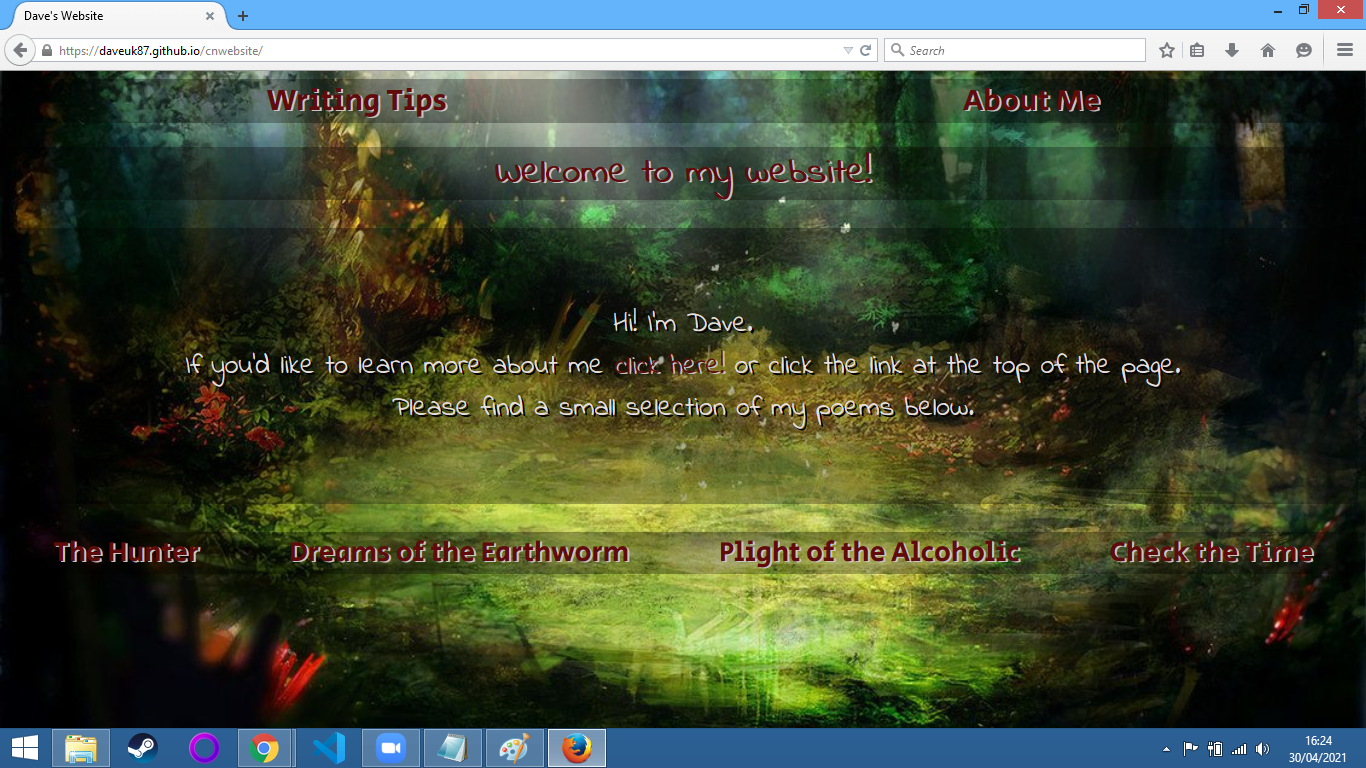 Dave's Website
https://daveuk87.github.io/cnwebsite/
Search
Writing Tips
About Me
Welcome to my website!
Hi! I'm Dave.
If you'd like to learn more about me click here! or click the link at the top of the page.
Please find a small selection of my poems below.
The Hunter
Dreams of the Earthworm
Plight of the Alcoholic
Check the Time
16:24
30/04/2021